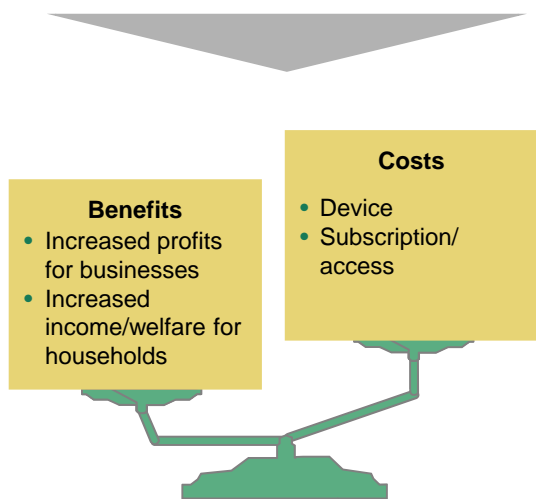 Benefits
• Increased profits
for businesses
• Increased
income/welfare for
households
Costs
• Device
• Subscription/
access